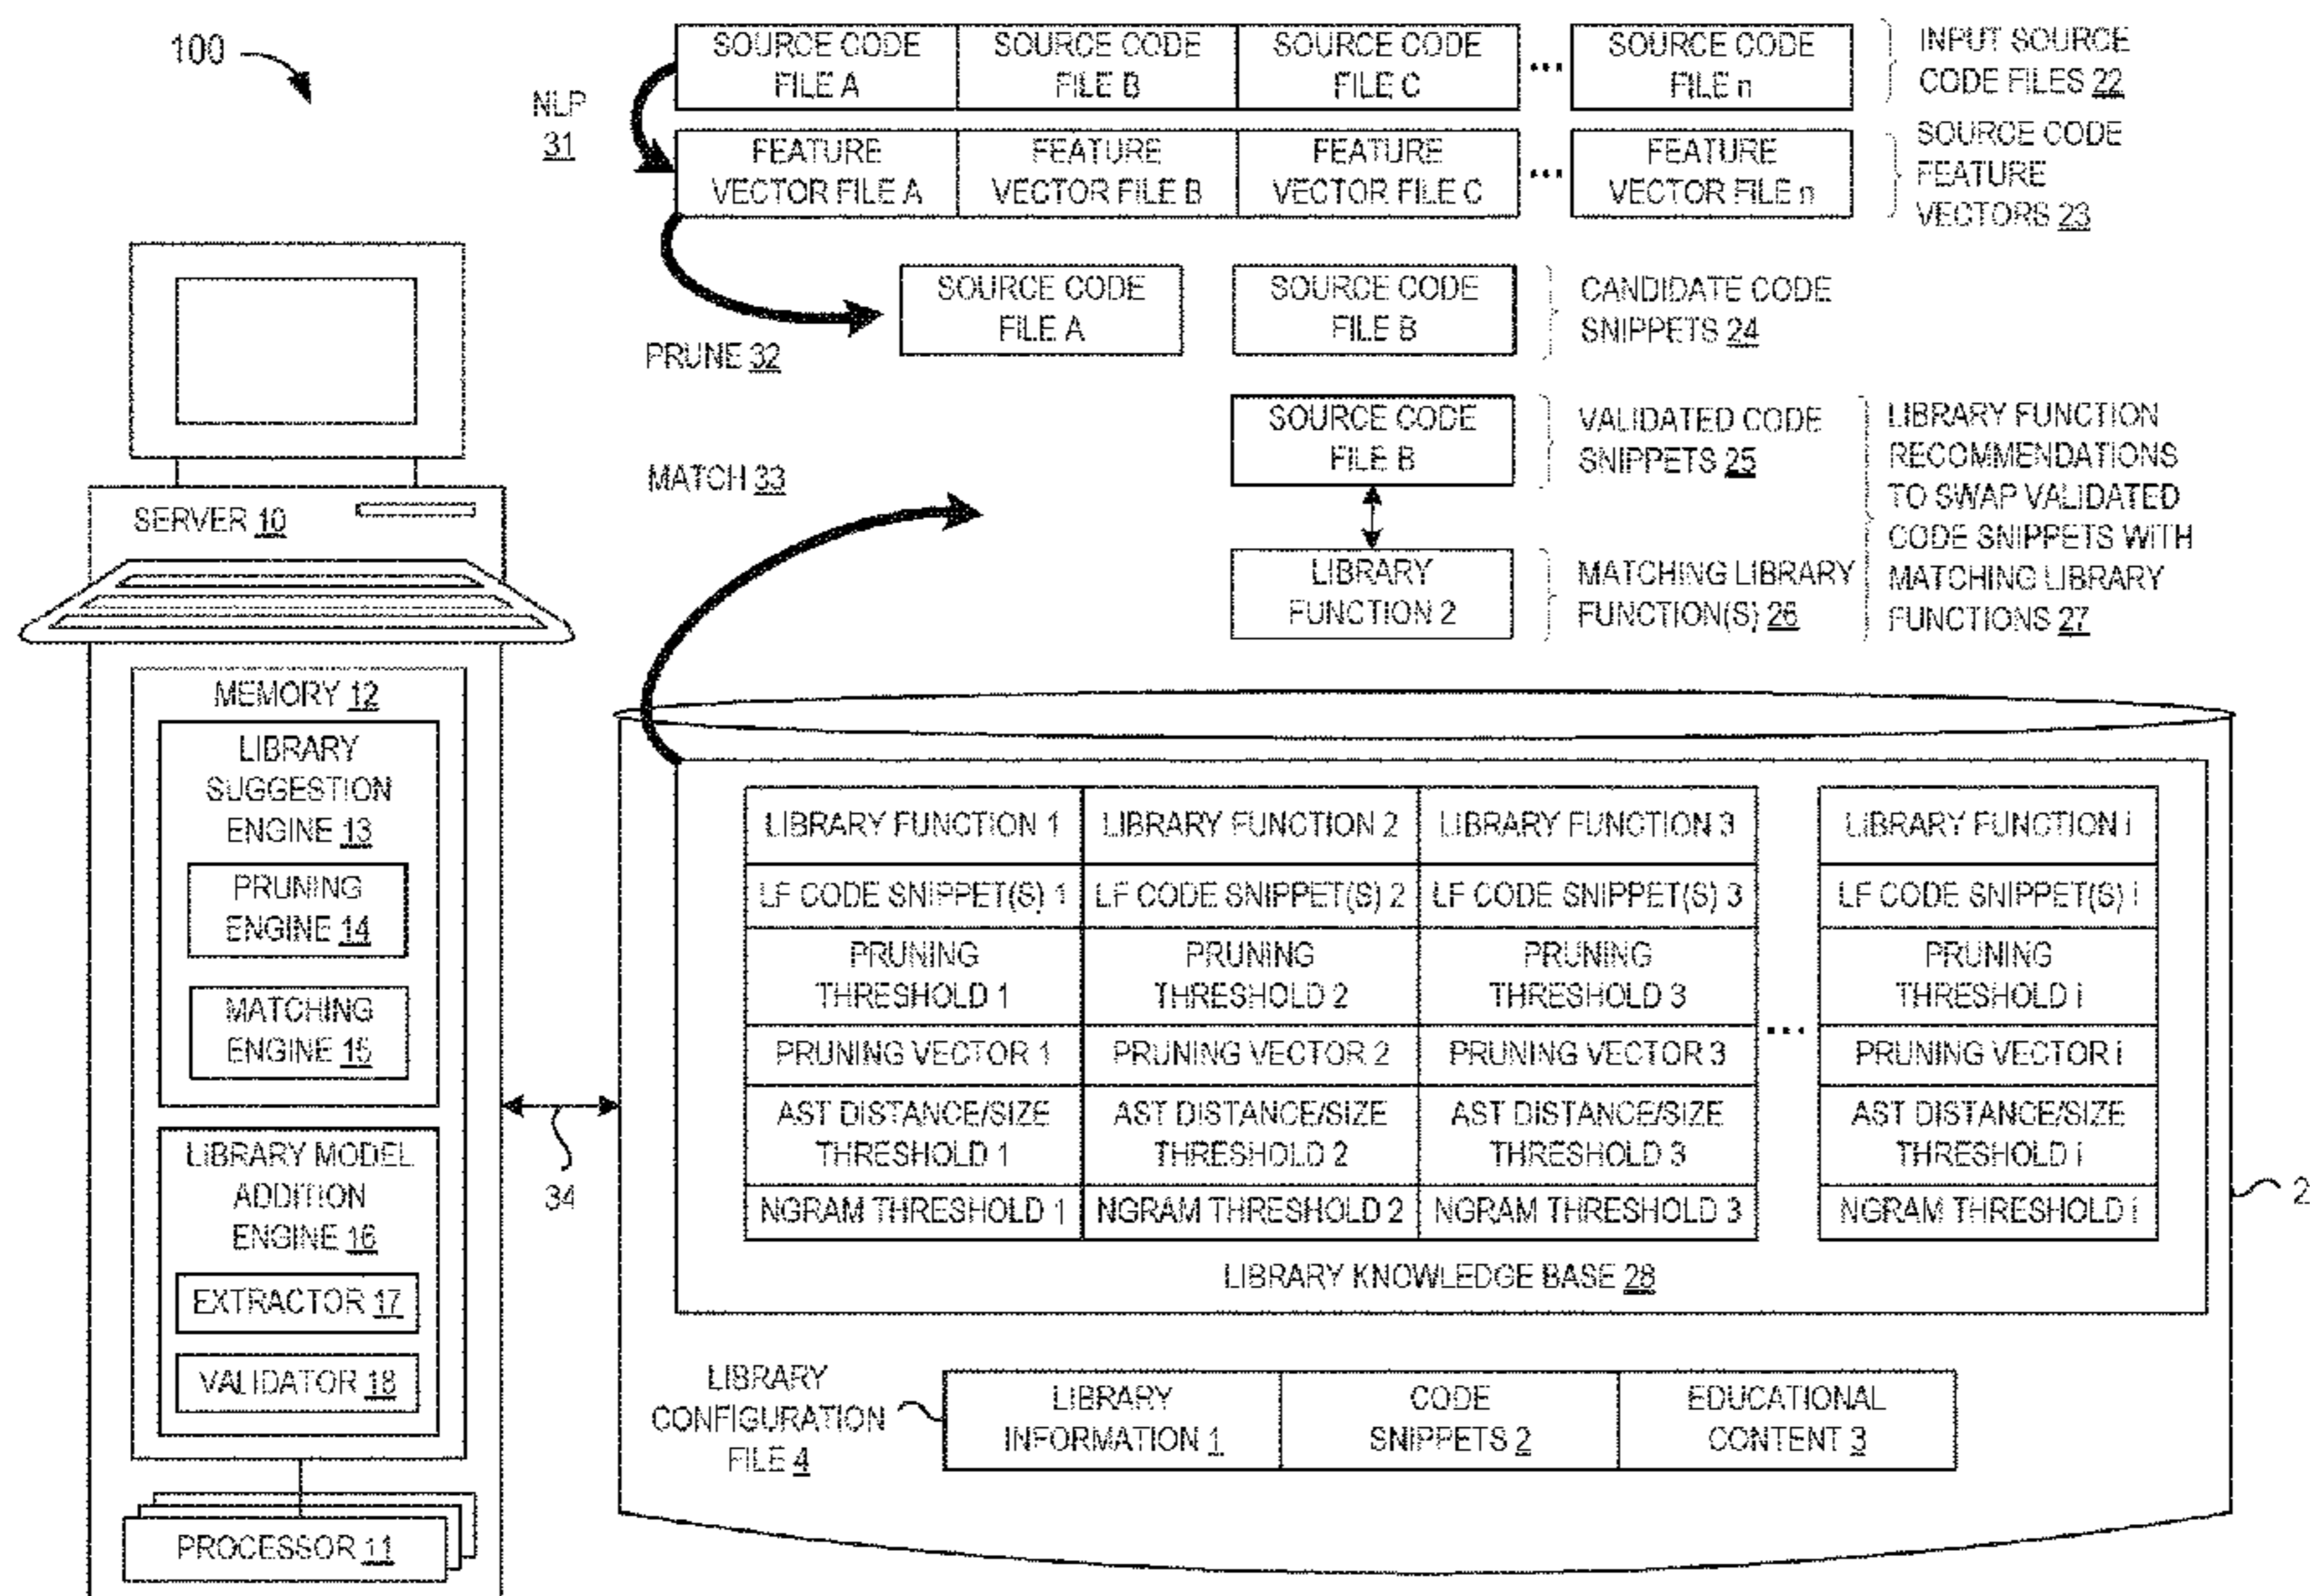 100
NLP
31
SOURCE CODE
FILE A
SOURCE CODE
FILE B
SOURCE CODE
FILE C
...
SOURCE CODE
FILE n
INPUT SOURCE
CODE FILES 22
FEATURE
VECTOR FILE A
FEATURE
VECTOR FILE B
FEATURE
VECTOR FILE C
...
FEATURE
VECTOR FILE n
SOURCE CODE
FEATURE
VECTORS 23
PRUNE 32
SOURCE CODE
FILE A
SOURCE CODE
FILE B
CANDIDATE CODE
SNIPPETS 24
MATCH 33
SOURCE CODE
FILE B
VALIDATED CODE
SNIPPETS 25
LIBRARY
FUNCTION 2
MATCHING LIBRARY
FUNCTION(S) 26
LIBRARY FUNCTION
RECOMMENDATIONS
TO SWAP VALIDATED
CODE SNIPPETS WITH
MATCHING LIBRARY
FUNCTIONS 27
SERVER 10
MEMORY 12
LIBRARY
SUGGESTION
ENGINE 13
PRUNING
ENGINE 14
MATCHING
ENGINE 15
LIBRARY MODEL
ADDITION
ENGINE 16
EXTRACTOR 17
VALIDATOR 18
PROCESSOR 11
34
LIBRARY FUNCTION 1
LF CODE SNIPPET(S) 1
PRUNING
THRESHOLD 1
PRUNING VECTOR 1
AST DISTANCE/SIZE
THRESHOLD 1
NGRAM THRESHOLD 1
LIBRARY FUNCTION 2
LF CODE SNIPPET(S) 2
PRUNING
THRESHOLD 2
PRUNING VECTOR 2
AST DISTANCE/SIZE
THRESHOLD 2
NGRAM THRESHOLD 2
LIBRARY FUNCTION 3
LF CODE SNIPPET(S) 3
PRUNING
THRESHOLD 3
PRUNING VECTOR 3
AST DISTANCE/SIZE
THRESHOLD 3
NGRAM THRESHOLD 3
...
LIBRARY FUNCTION i
LF CODE SNIPPET(S) i
PRUNING
THRESHOLD i
PRUNING VECTOR i
AST DISTANCE/SIZE
THRESHOLD i
NGRAM THRESHOLD i
LIBRARY KNOWLEDGE BASE 28
2
LIBRARY
CONFIGURATION
FILE 4
LIBRARY
INFORMATION 1
CODE
SNIPPETS 2
EDUCATIONAL
CONTENT 3